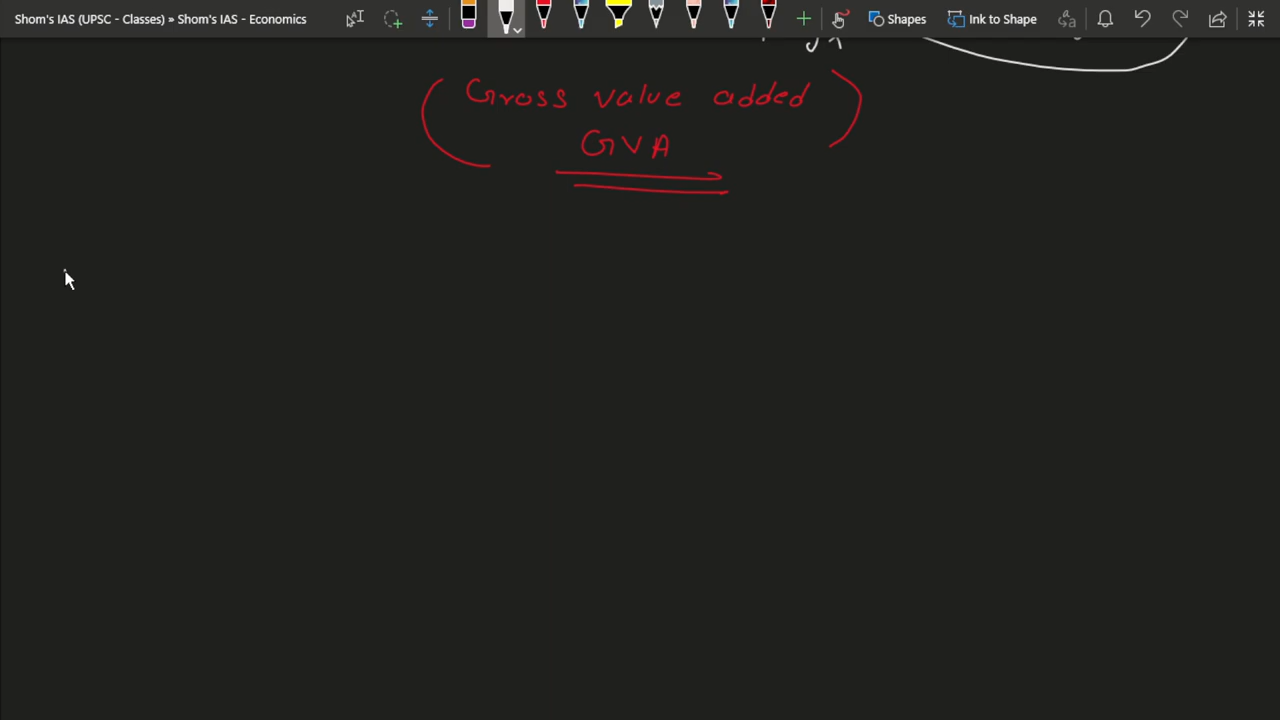 Shom's IAS (UPSC - Classes) » Shom's IAS - Economics
Shapes
Ink to Shape
Gross value added
GVA